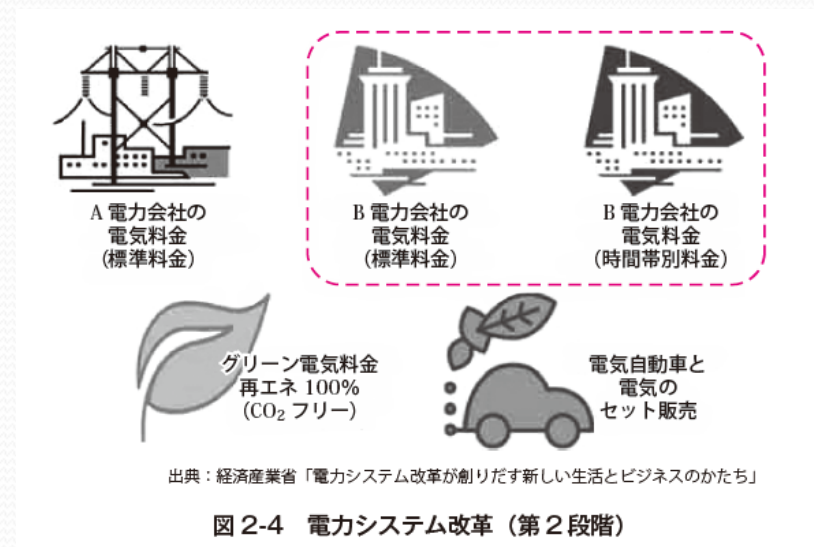 A 電力会社の
電気料金
(標準料金)
B 電力会社の
電気料金
(標準料金)
B 電力会社の
電気料金
(時間帯別料金)
グリーン電気料金
再エネ 100%
(CO₂ フリー)
電気自動車と
電気の
セット販売
出典：経済産業省「電力システム改革が創りだす新しい生活とビジネスのかたち」
図 2-4　電力システム改革（第 2 段階）